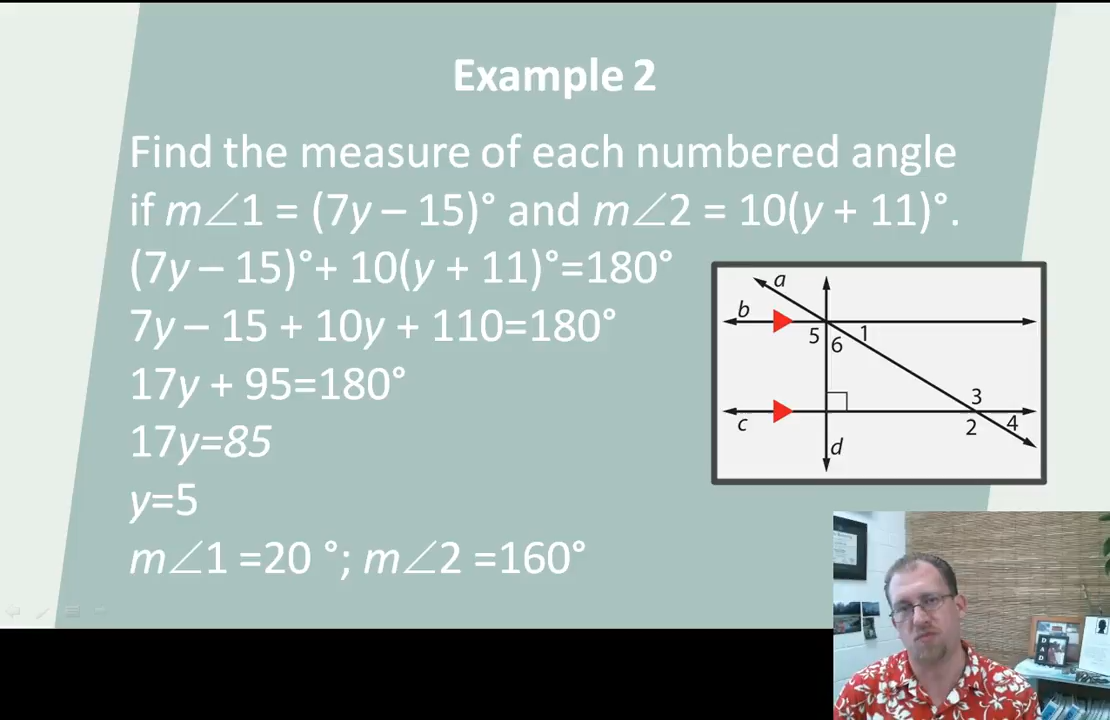 Example 2
Find the measure of each numbered angle
if m∠1 = (7y – 15)° and m∠2 = 10(y + 11)°.
(7y – 15)°+ 10(y + 11)°=180°
7y – 15 + 10y + 110=180°
17y + 95=180°
17y=85
y=5
m∠1 =20 °; m∠2 =160°
a
b
5 6 1
3
c
2 4
d
DAD